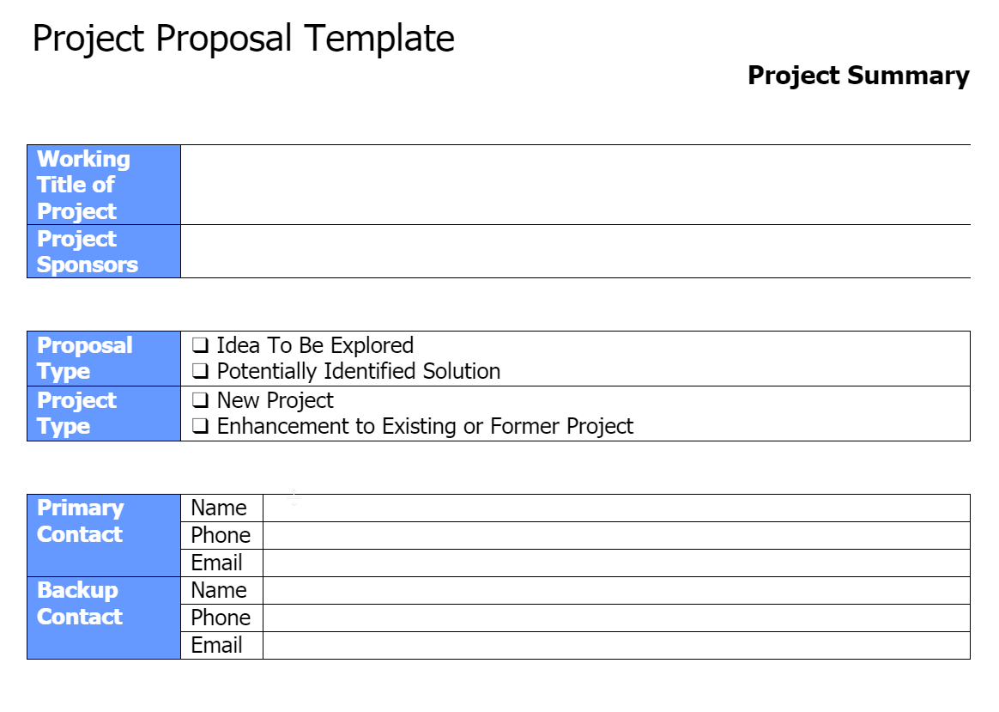 Project Proposal Template
Project Summary
Working
Title of
Project
Project
Sponsors
Proposal
Type
❑ Idea To Be Explored
❑ Potentially Identified Solution
Project
Type
❑ New Project
❑ Enhancement to Existing or Former Project
Primary
Contact
Name
Phone
Email
Backup
Contact
Name
Phone
Email